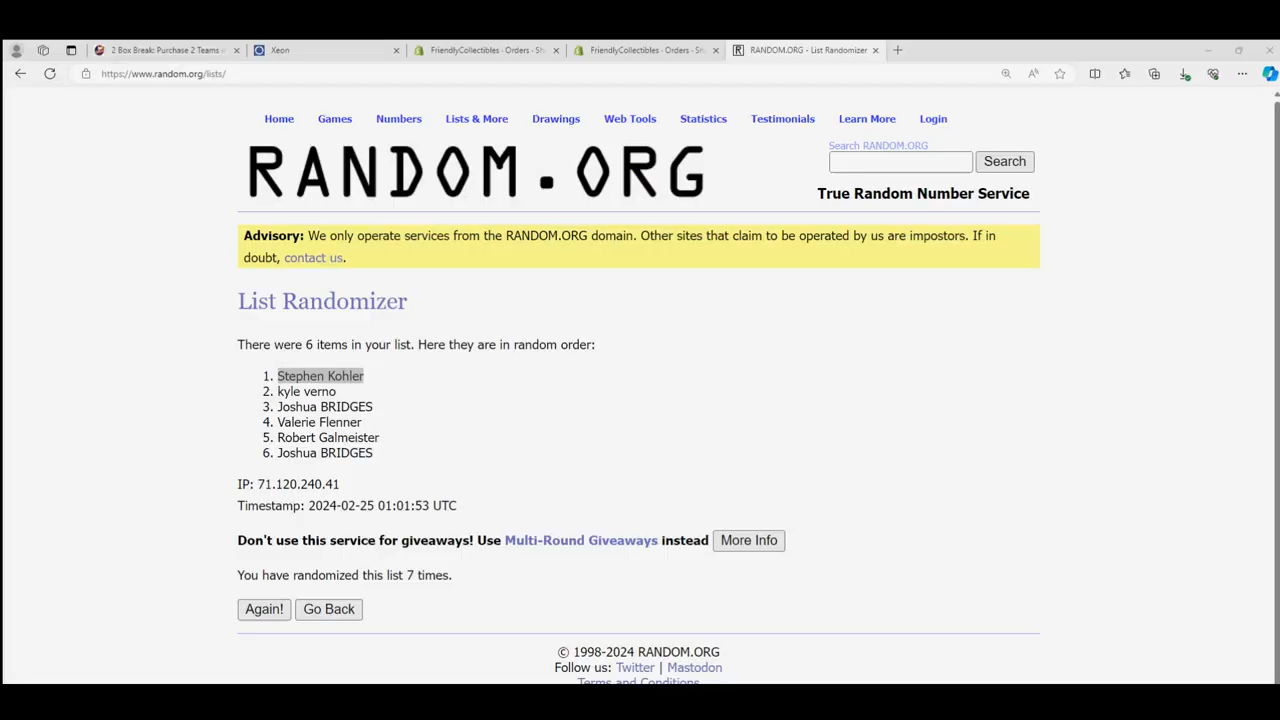 2 Box Break: Purchase 2 Teams
Xeon
FriendlyCollectibles - Orders - Sh
FriendlyCollectibles - Orders - Sh
RANDOM.ORG - List Randomizer
https://www.random.org/lists/
Home Games Numbers Lists & More Drawings Web Tools Statistics Testimonials Learn More Login
RANDOM.ORG
Search RANDOM.ORG
Search
True Random Number Service
Advisory: We only operate services from the RANDOM.ORG domain. Other sites that claim to be operated by us are impostors. If in
doubt, contact us.
List Randomizer
There were 6 items in your list. Here they are in random order:
1. Stephen Kohler
2. kyle verno
3. Joshua BRIDGES
4. Valerie Flenner
5. Robert Galmeister
6. Joshua BRIDGES
IP: 71.120.240.41
Timestamp: 2024-02-25 01:01:53 UTC
Don't use this service for giveaways! Use Multi-Round Giveaways instead More Info
You have randomized this list 7 times.
Again! Go Back
© 1998-2024 RANDOM.ORG
Follow us: Twitter | Mastodon
Terms and Conditions